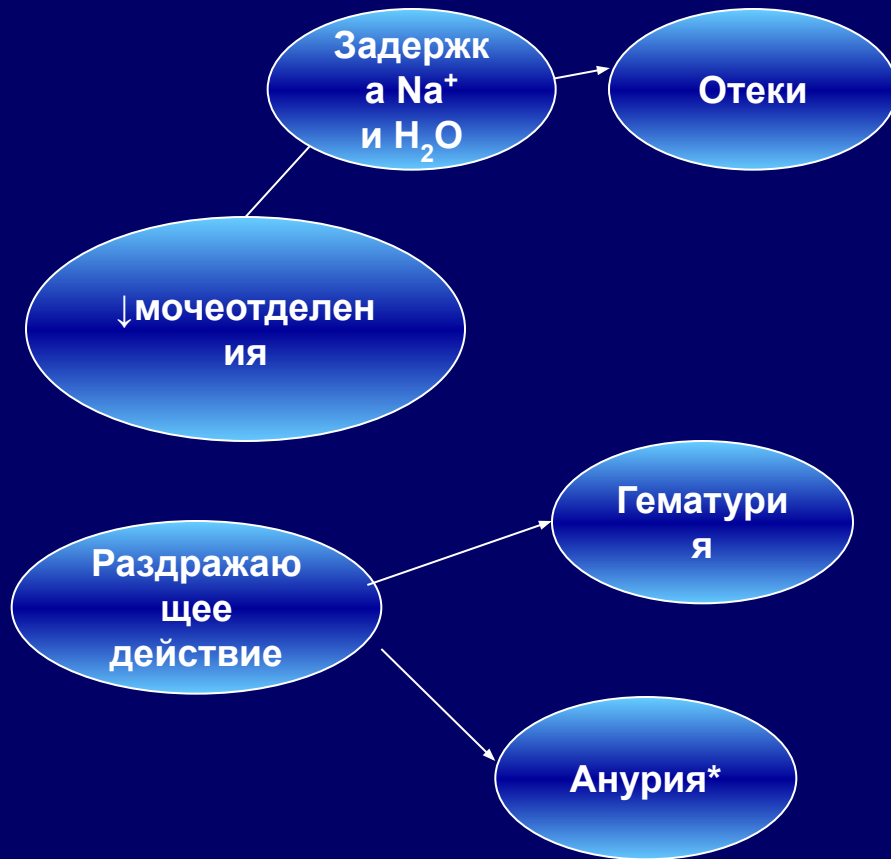 Задержк
а Na⁺
и H₂O
Отеки
↓мочеотделен
ия
Гематури
я
Раздражаю
щее
действие
Анурия*